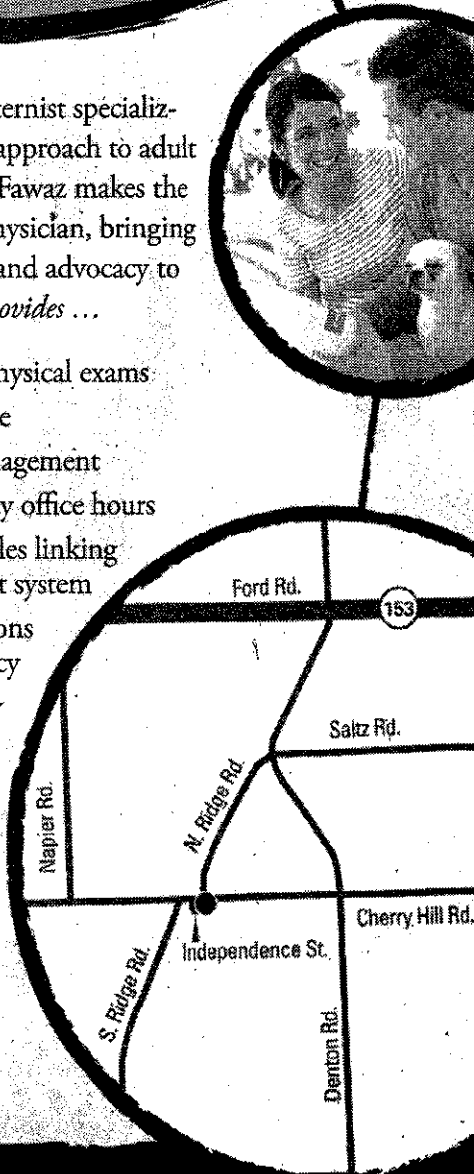 ternist specializ-
approach to adult
Fawaz makes the
hysician, bringing
and advocacy to
ovides ...
hysical exams
e
agement
y office hours
les linking
t system
ons
cy
Ford Rd.
153
Saltz Rd.
N. Ridge Rd.
Napier Rd.
Cherry Hill Rd.
Independence St.
S. Ridge Rd.
Denton Rd.